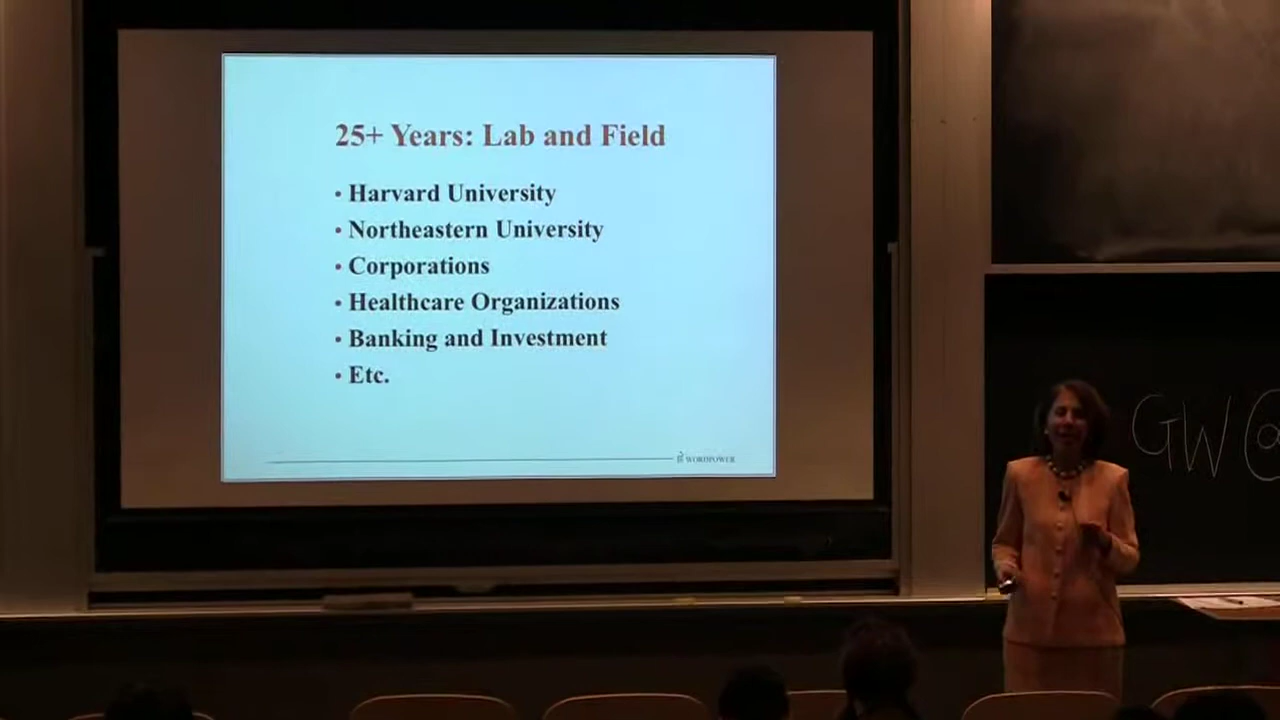 25+ Years: Lab and Field
• Harvard University
• Northeastern University
• Corporations
• Healthcare Organizations
• Banking and Investment
• Etc.
WORDPOWER
GW@